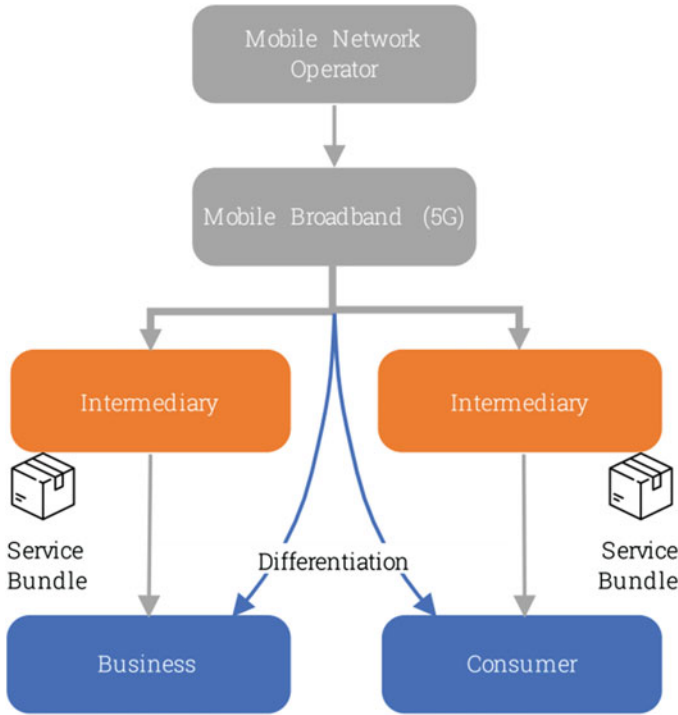 Mobile Network
Operator
Mobile Broadband (5G)
Intermediary
Intermediary
Service
Bundle
Differentiation
Service
Bundle
Business
Consumer